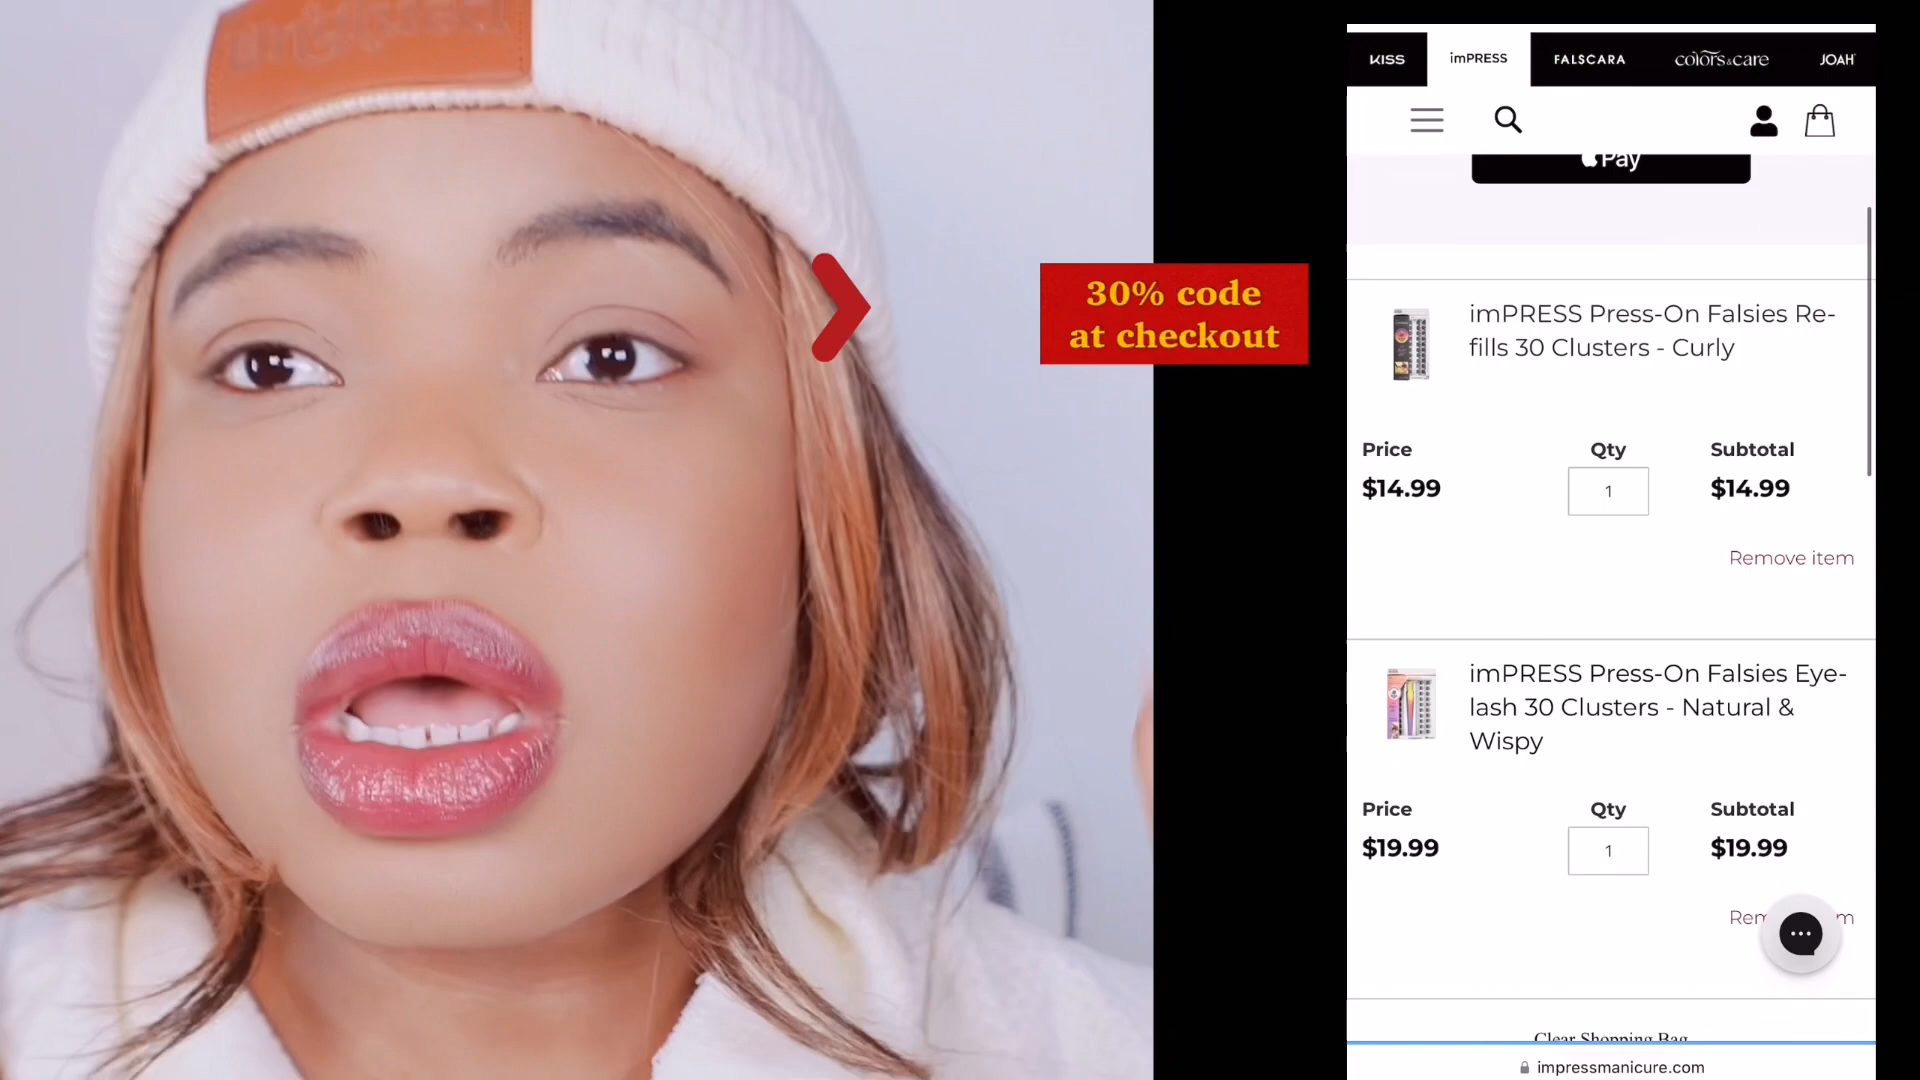 30% code
at checkout
KISS
imPRESS
FALSCARA
colors&care
JOAH
Pay
imPRESS Press-On Falsies Re-
fills 30 Clusters - Curly
Price
Qty
Subtotal
$14.99
1
$14.99
Remove item
imPRESS Press-On Falsies Eye-
lash 30 Clusters - Natural &
Wispy
Price
Qty
Subtotal
$19.99
1
$19.99
Clear Shopping Bag
impressmanicure.com